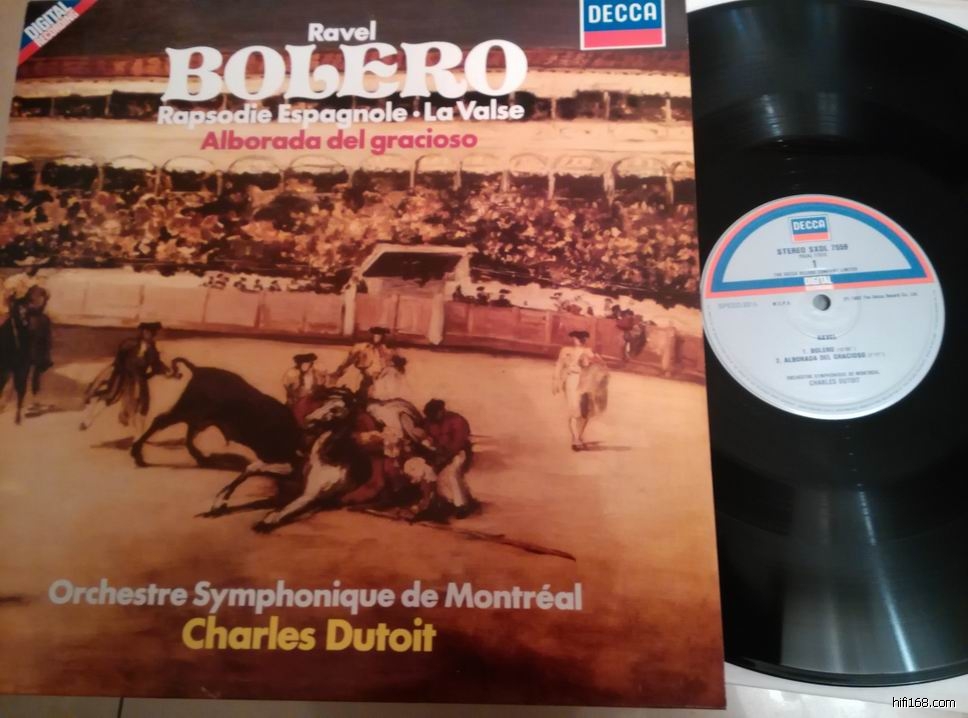 DIGITAL
RECORDING
DECCA
Ravel
BOLERO
Rapsodie Espagnole · La Valse
Alborada del gracioso
Orchestre Symphonique de Montréal
Charles Dutoit
DECCA
STEREO SXDL 7559
1
DIGITAL
RECORDING
RAVEL
1. BOLERO
2. ALBORADA DEL GRACIOSO
ORCHESTRE SYMPHONIQUE DE MONTREAL
CHARLES DUTOIT
hifi168.com